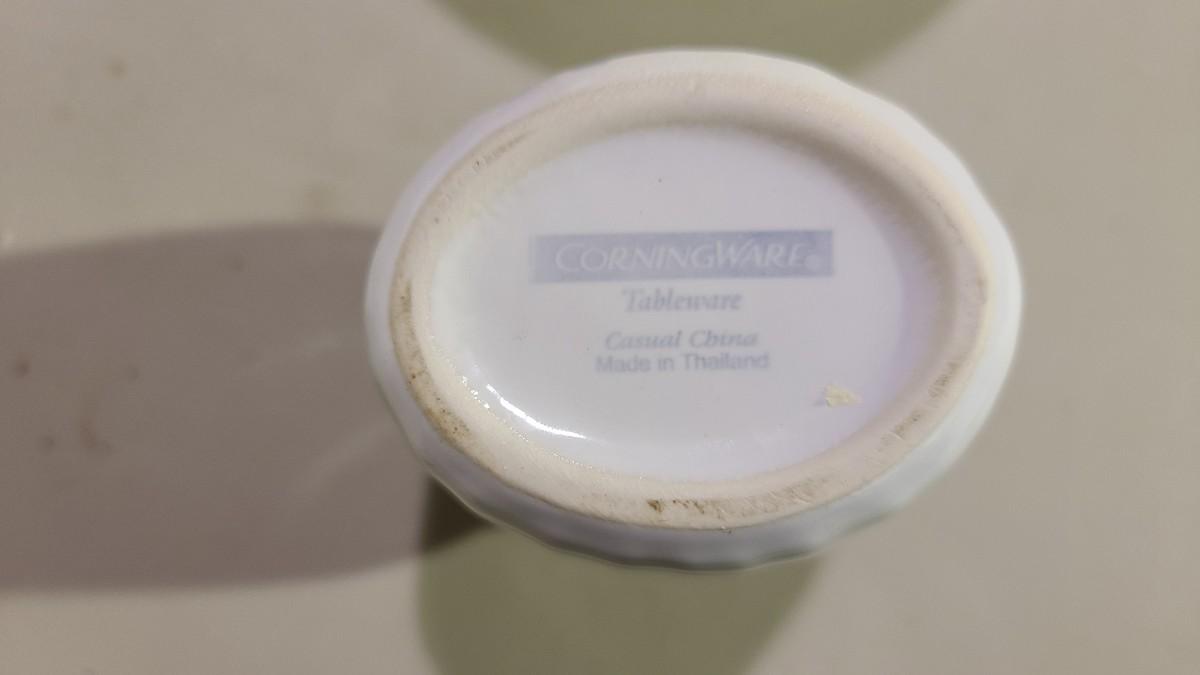 CORNINGWARE®
Tableware
Casual China
Made in Thailand